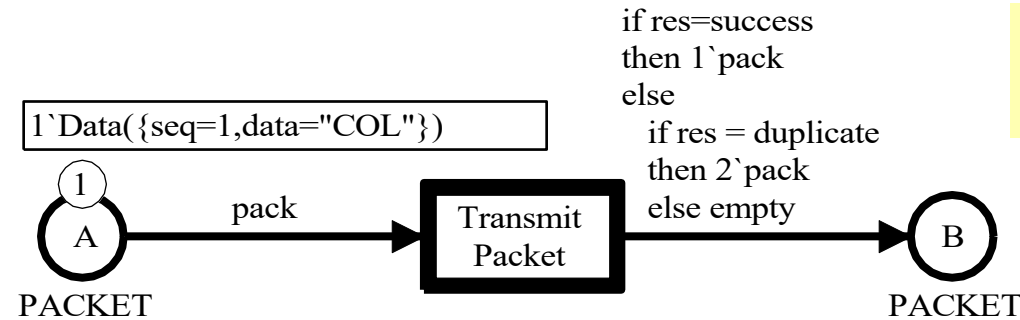 if res=success
then 1`pack
else
if res = duplicate
then 2`pack
else empty
1`Data({seq=1,data="COL"})
1
A
pack
Transmit
Packet
B
PACKET
PACKET